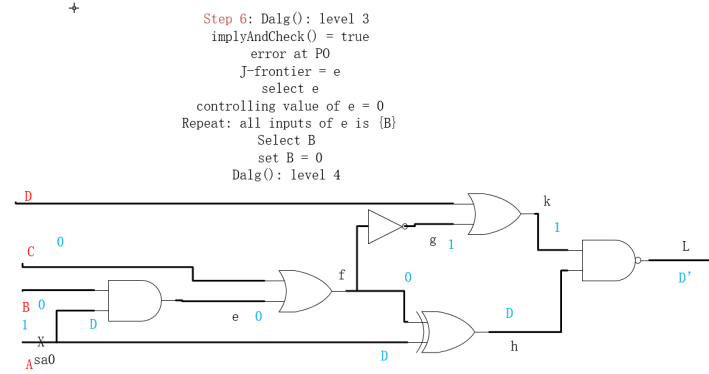 Step 6: Dalg(): level 3
implyAndCheck() = true
error at PO
J-frontier = e
select e
controlling value of e = 0
Repeat: all inputs of e is {B}
Select B
set B = 0
Dalg(): level 4
D
k
0
1
C
g 1
L
f
0
D'
B 0
e 0
D
1
D
h
X
D
A sa0